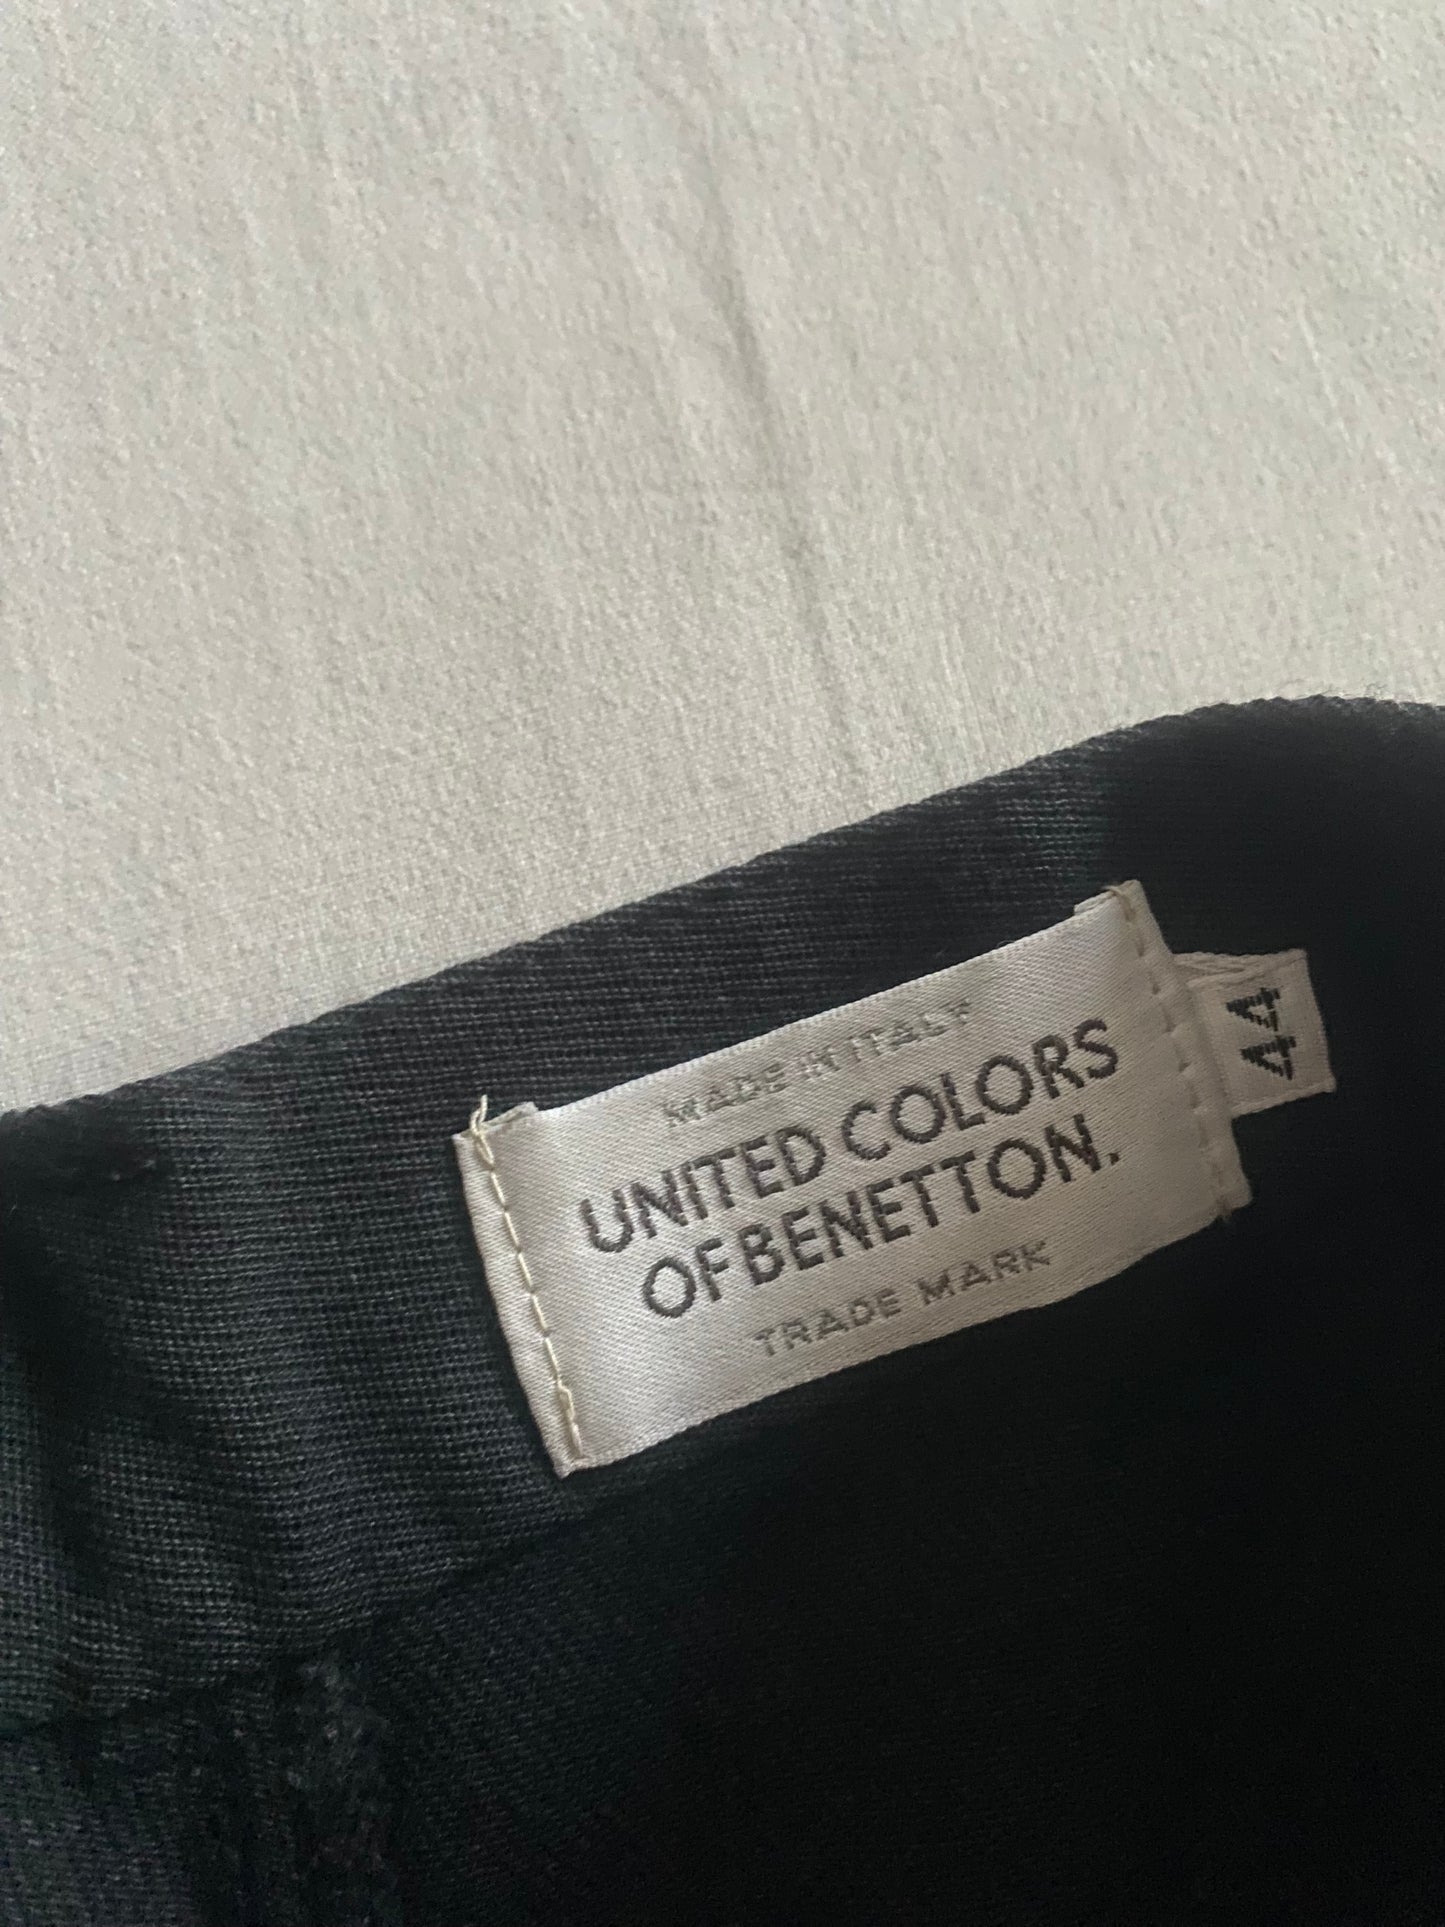 MADE IN ITALY
UNITED COLORS
OF BENETTON.
TRADE MARK
44